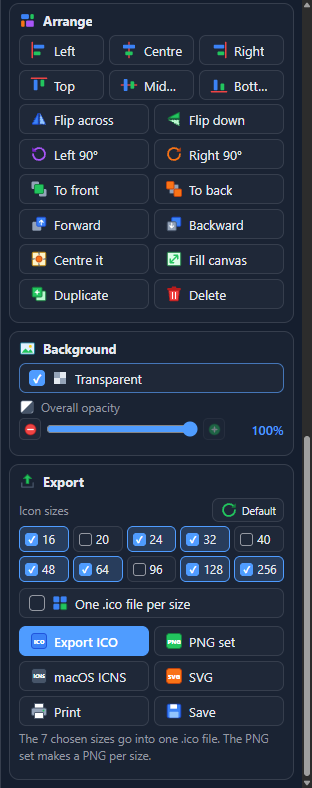 Arrange
Left Centre Right
Top Mid... Bott...
Flip across Flip down
Left 90° Right 90°
To front To back
Forward Backward
Centre it Fill canvas
Duplicate Delete
Background
Transparent
Overall opacity
100%
Export
Icon sizes Default
16 20 24 32 40
48 64 96 128 256
One .ico file per size
ICO Export ICO PNG PNG set
ICNS macOS ICNS SVG SVG
Print Save
The 7 chosen sizes go into one .ico file. The PNG
set makes a PNG per size.